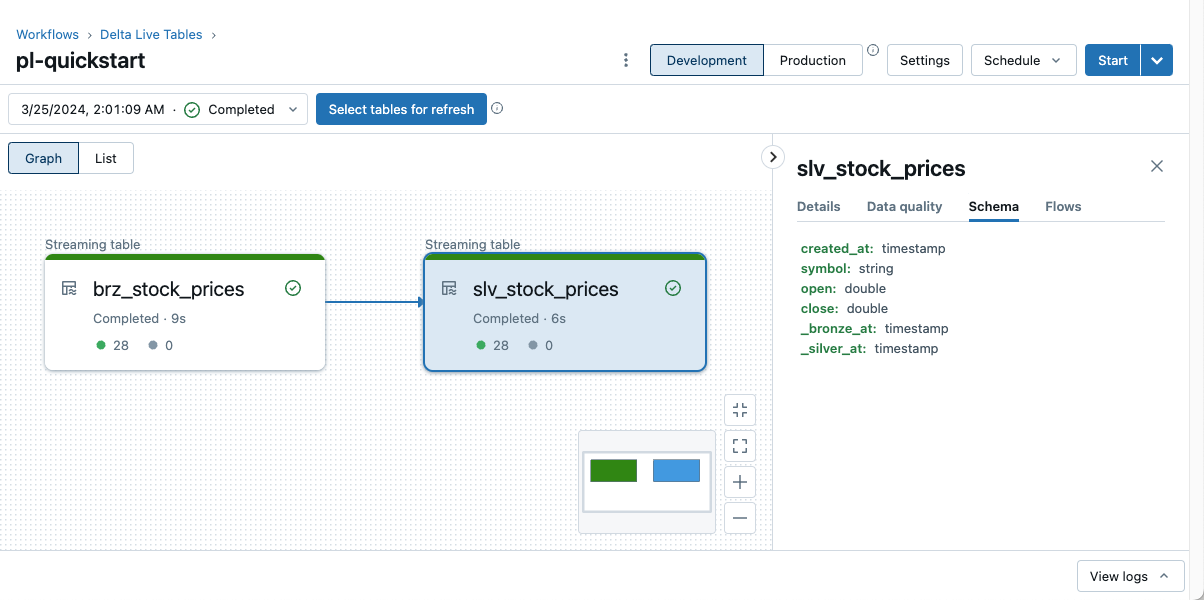 Workflows › Delta Live Tables ›
pl-quickstart
Development Production Settings Schedule Start
3/25/2024, 2:01:09 AM · Completed Select tables for refresh
Graph List
slv_stock_prices
Details Data quality Schema Flows
created_at: timestamp
symbol: string
open: double
close: double
_bronze_at: timestamp
_silver_at: timestamp
Streaming table
brz_stock_prices
Completed · 9s
28 0
Streaming table
slv_stock_prices
Completed · 6s
28 0
View logs